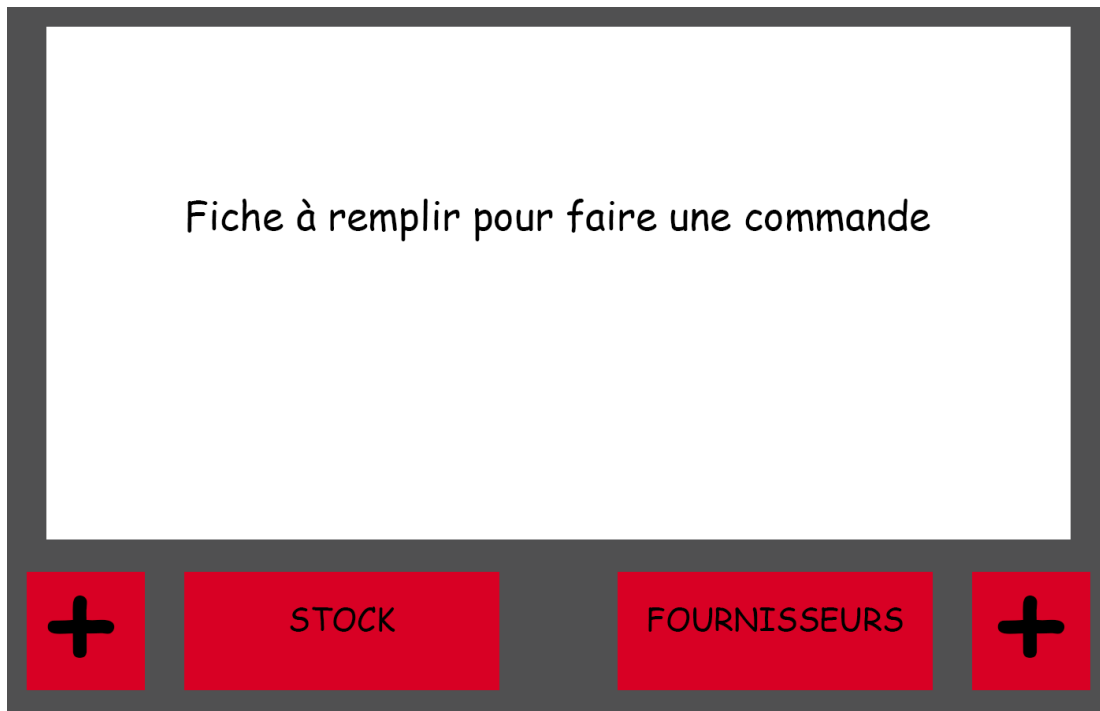 Fiche à remplir pour faire une commande
+
STOCK
FOURNISSEURS
+